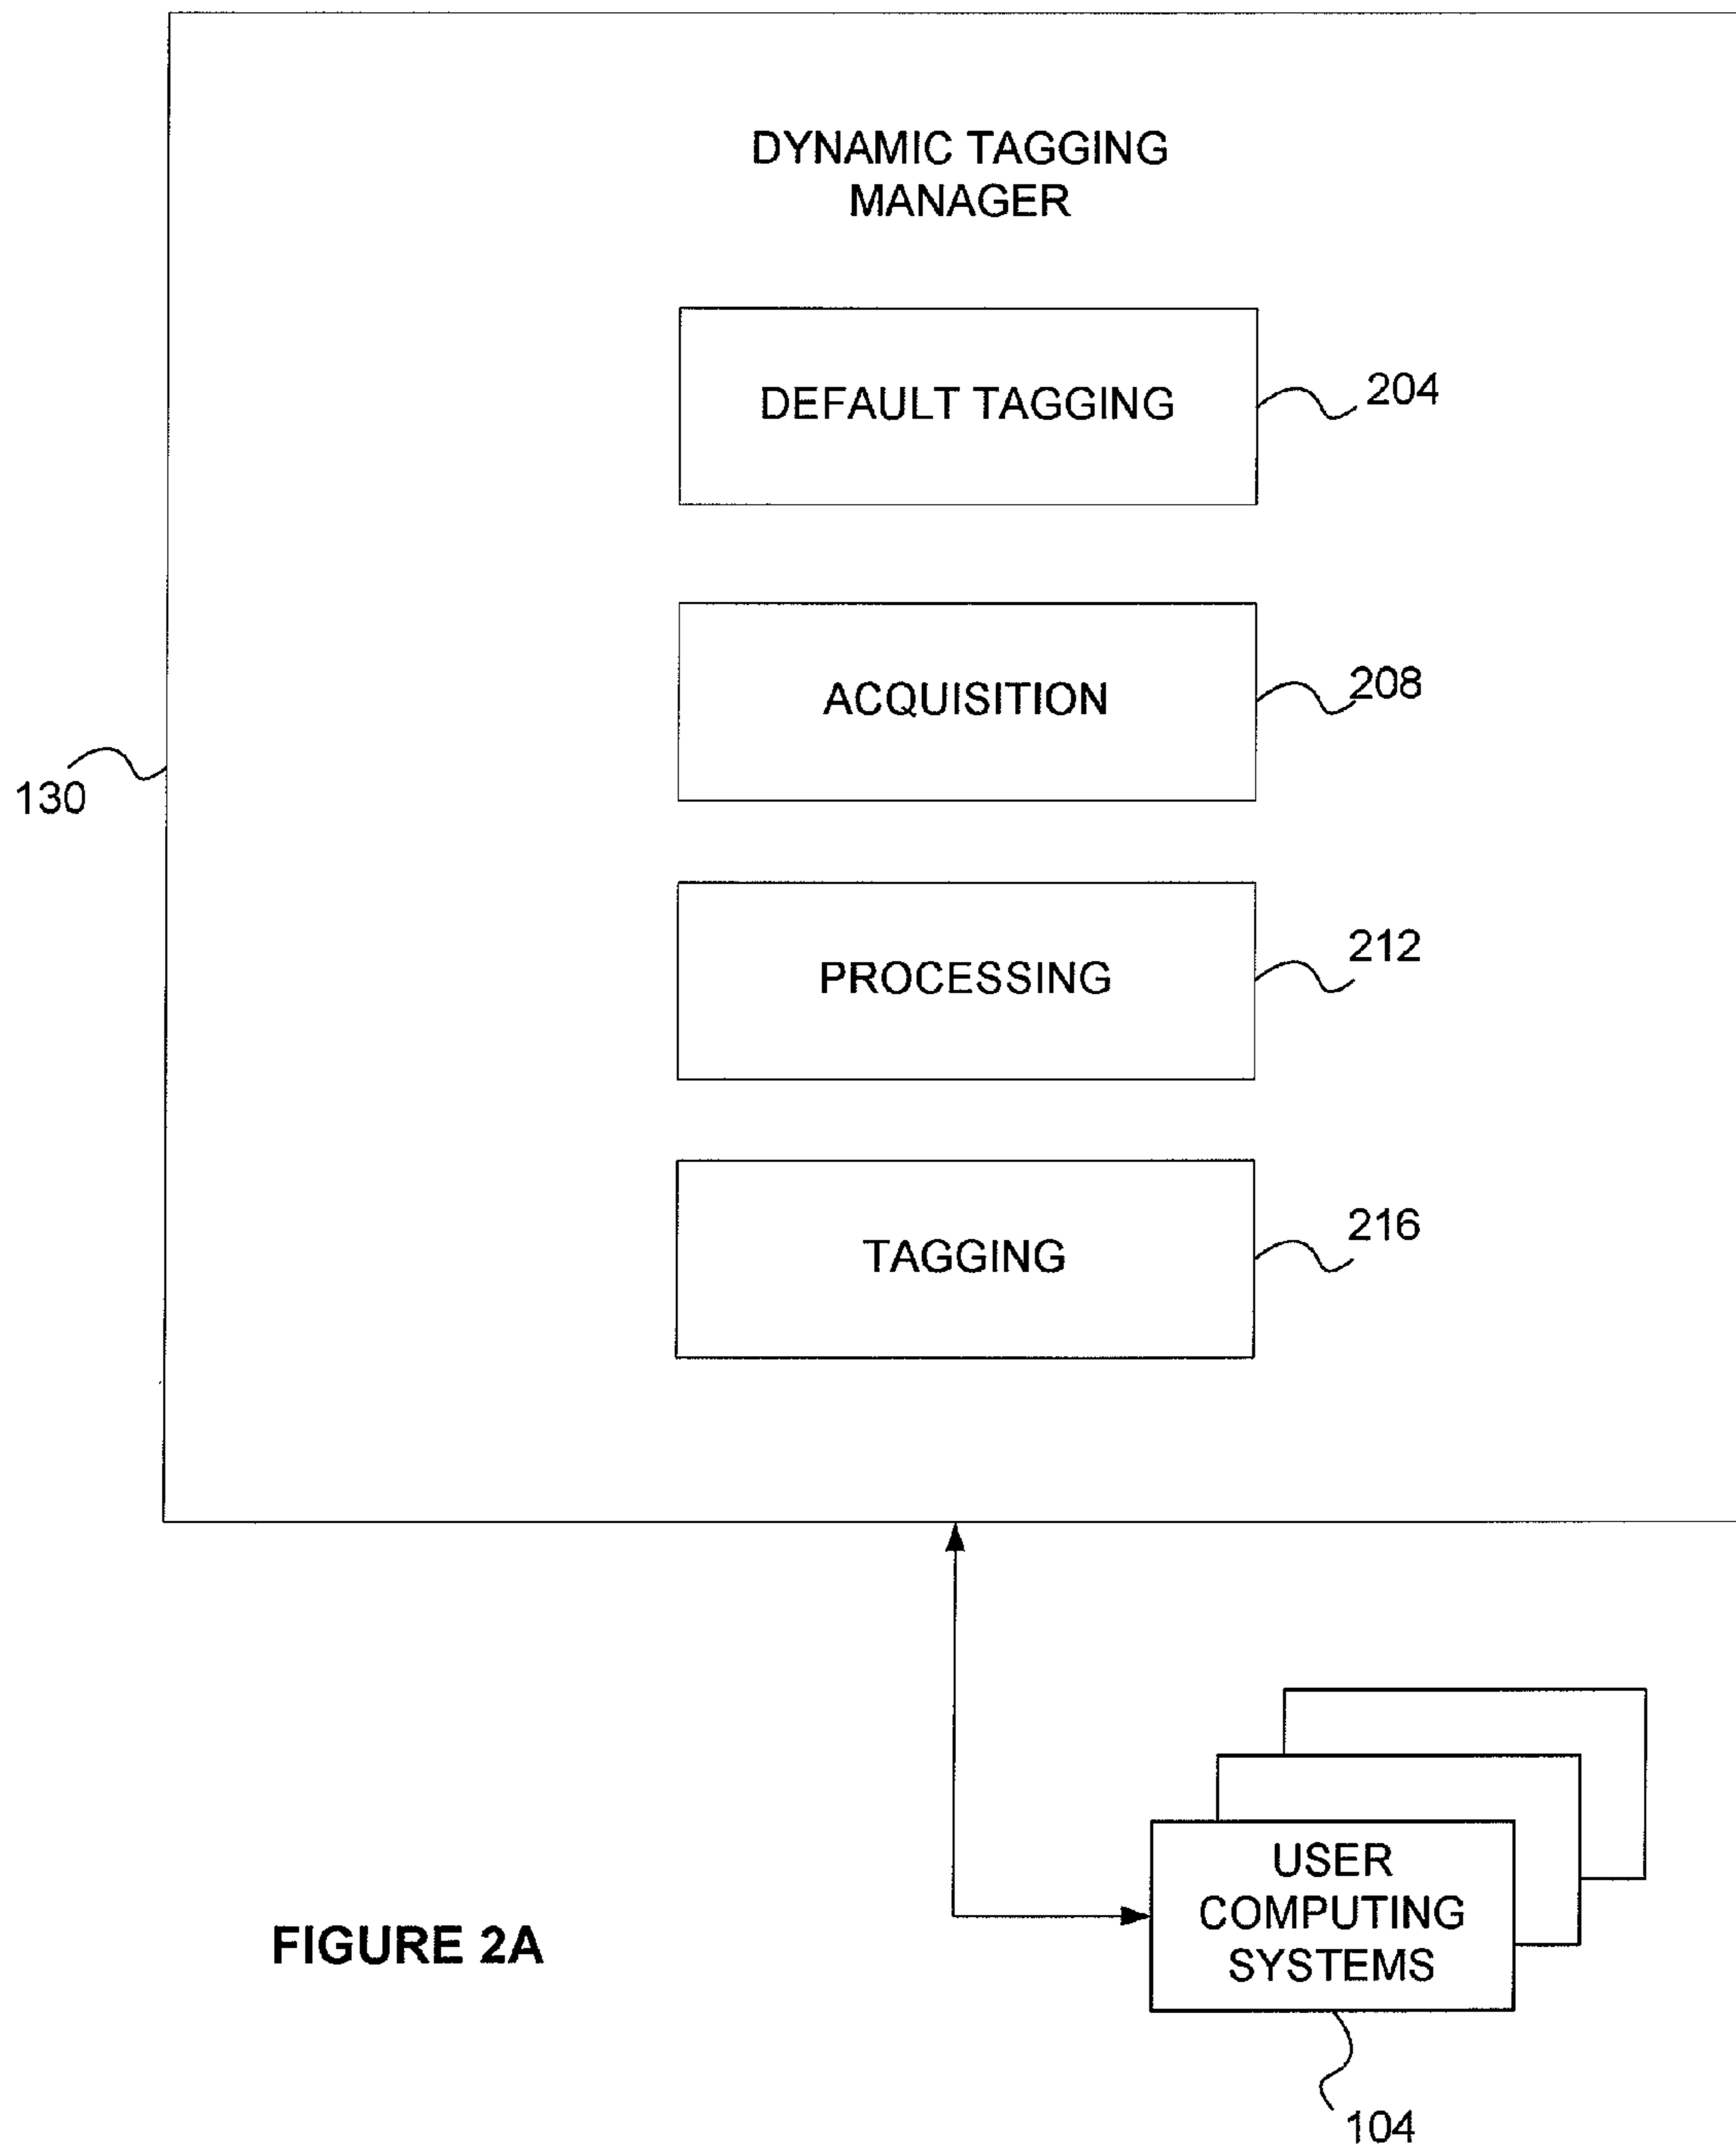 DYNAMIC TAGGING
MANAGER
DEFAULT TAGGING
204
ACQUISITION
208
130
PROCESSING
212
TAGGING
216
USER
COMPUTING
SYSTEMS
FIGURE 2A
104